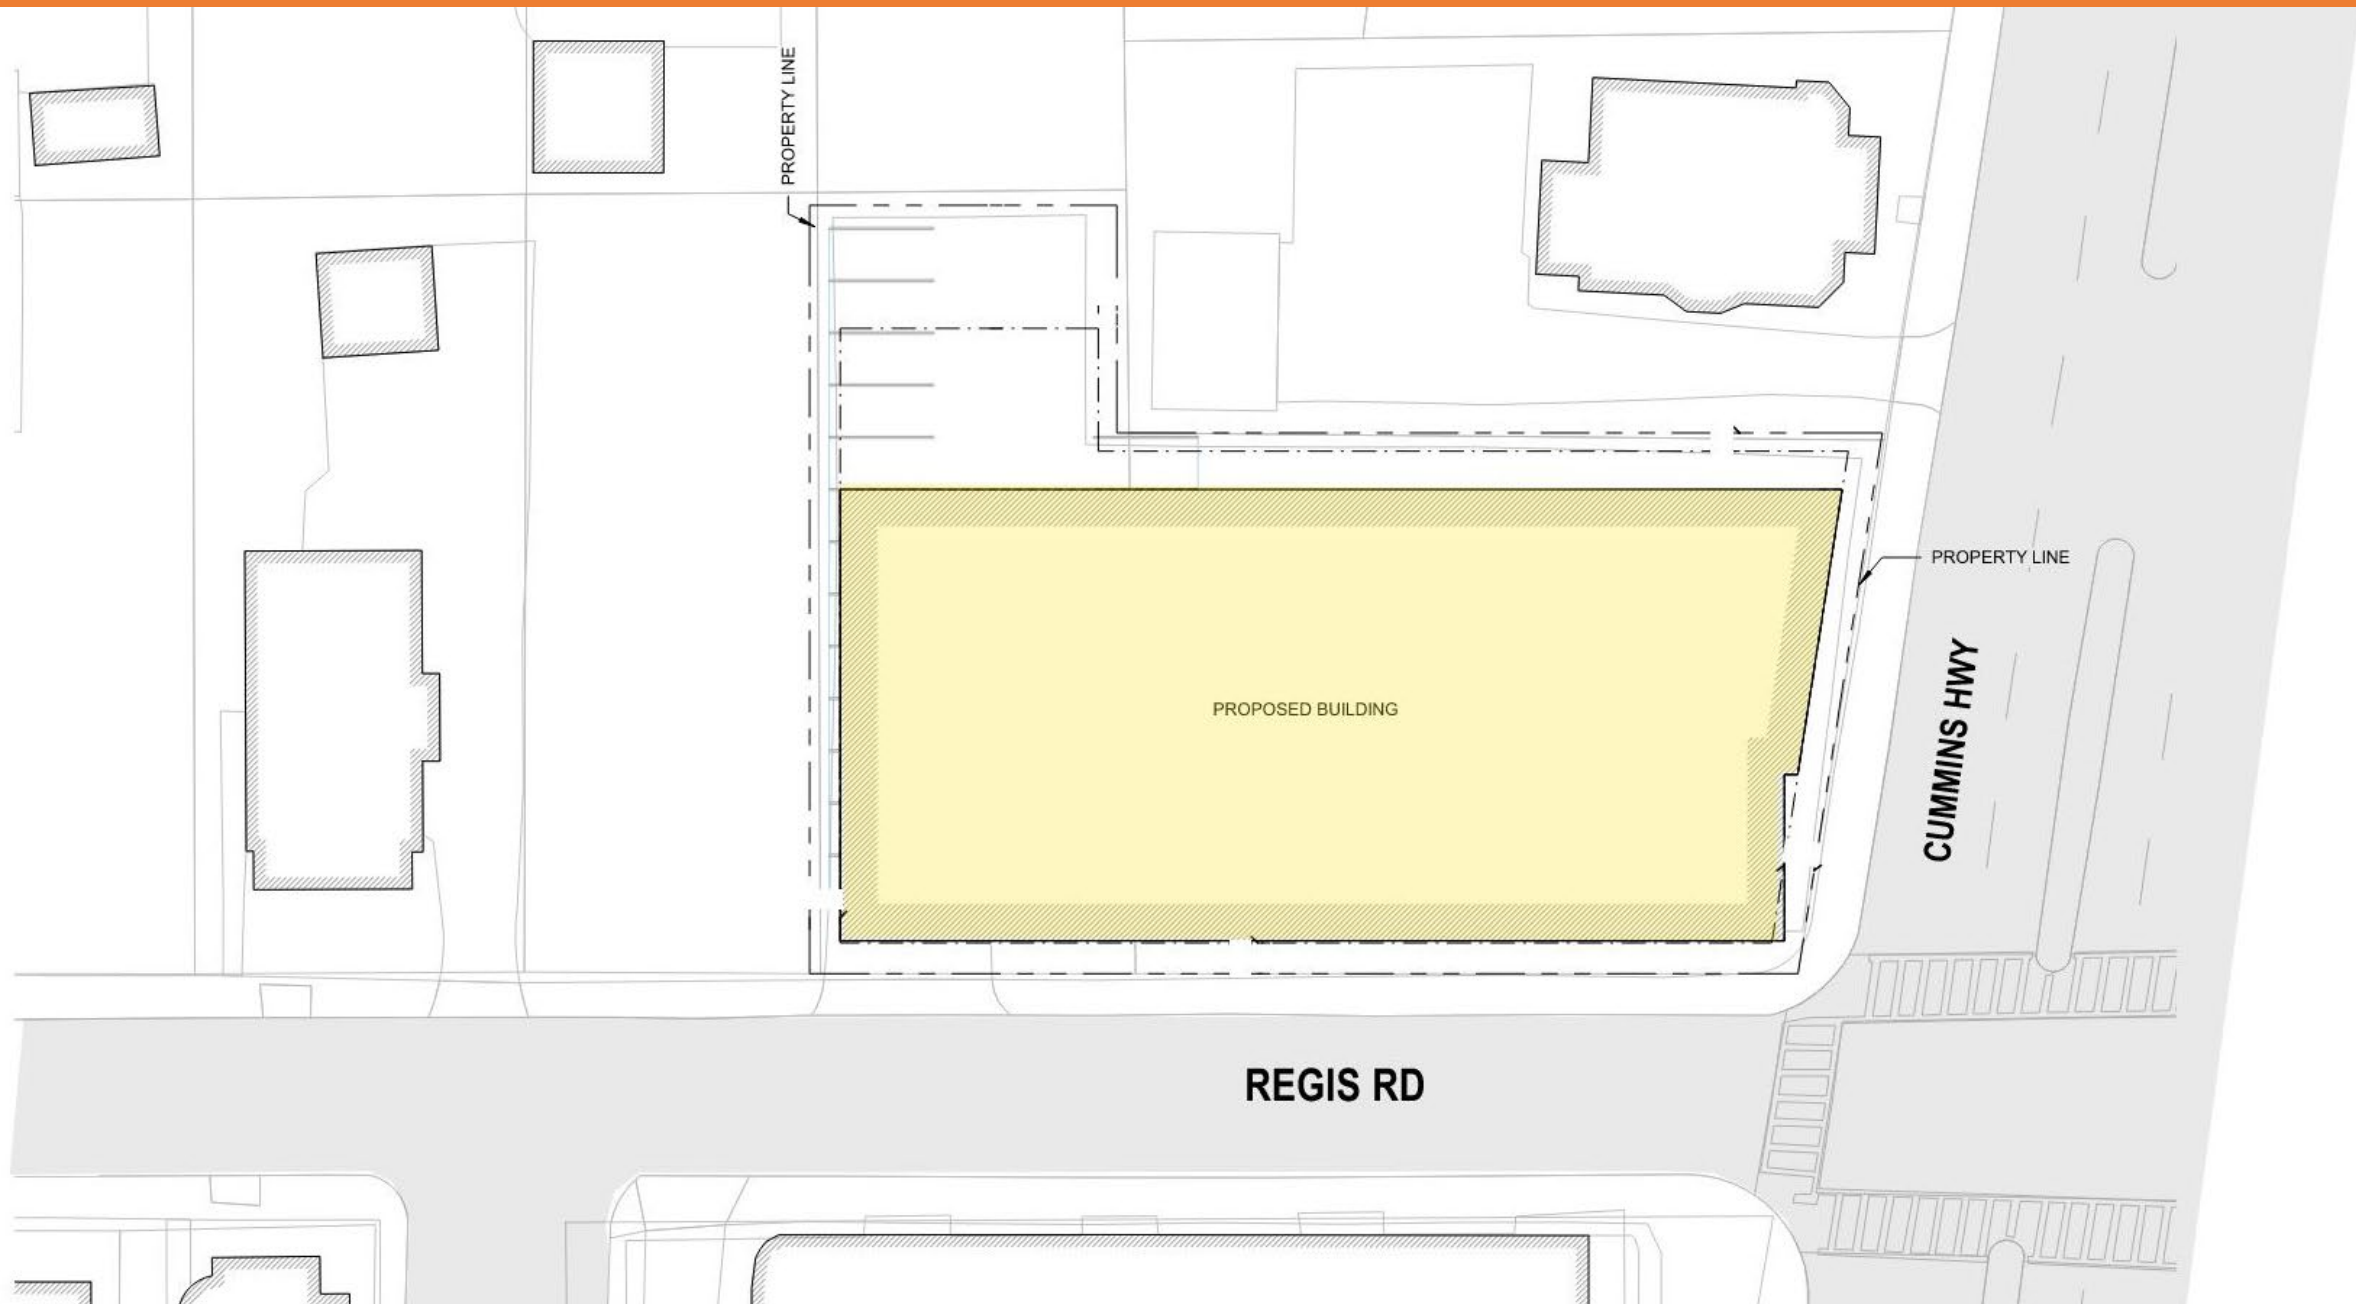 PROPERTY LINE
PROPERTY LINE
PROPOSED BUILDING
CUMMINS HWY
REGIS RD